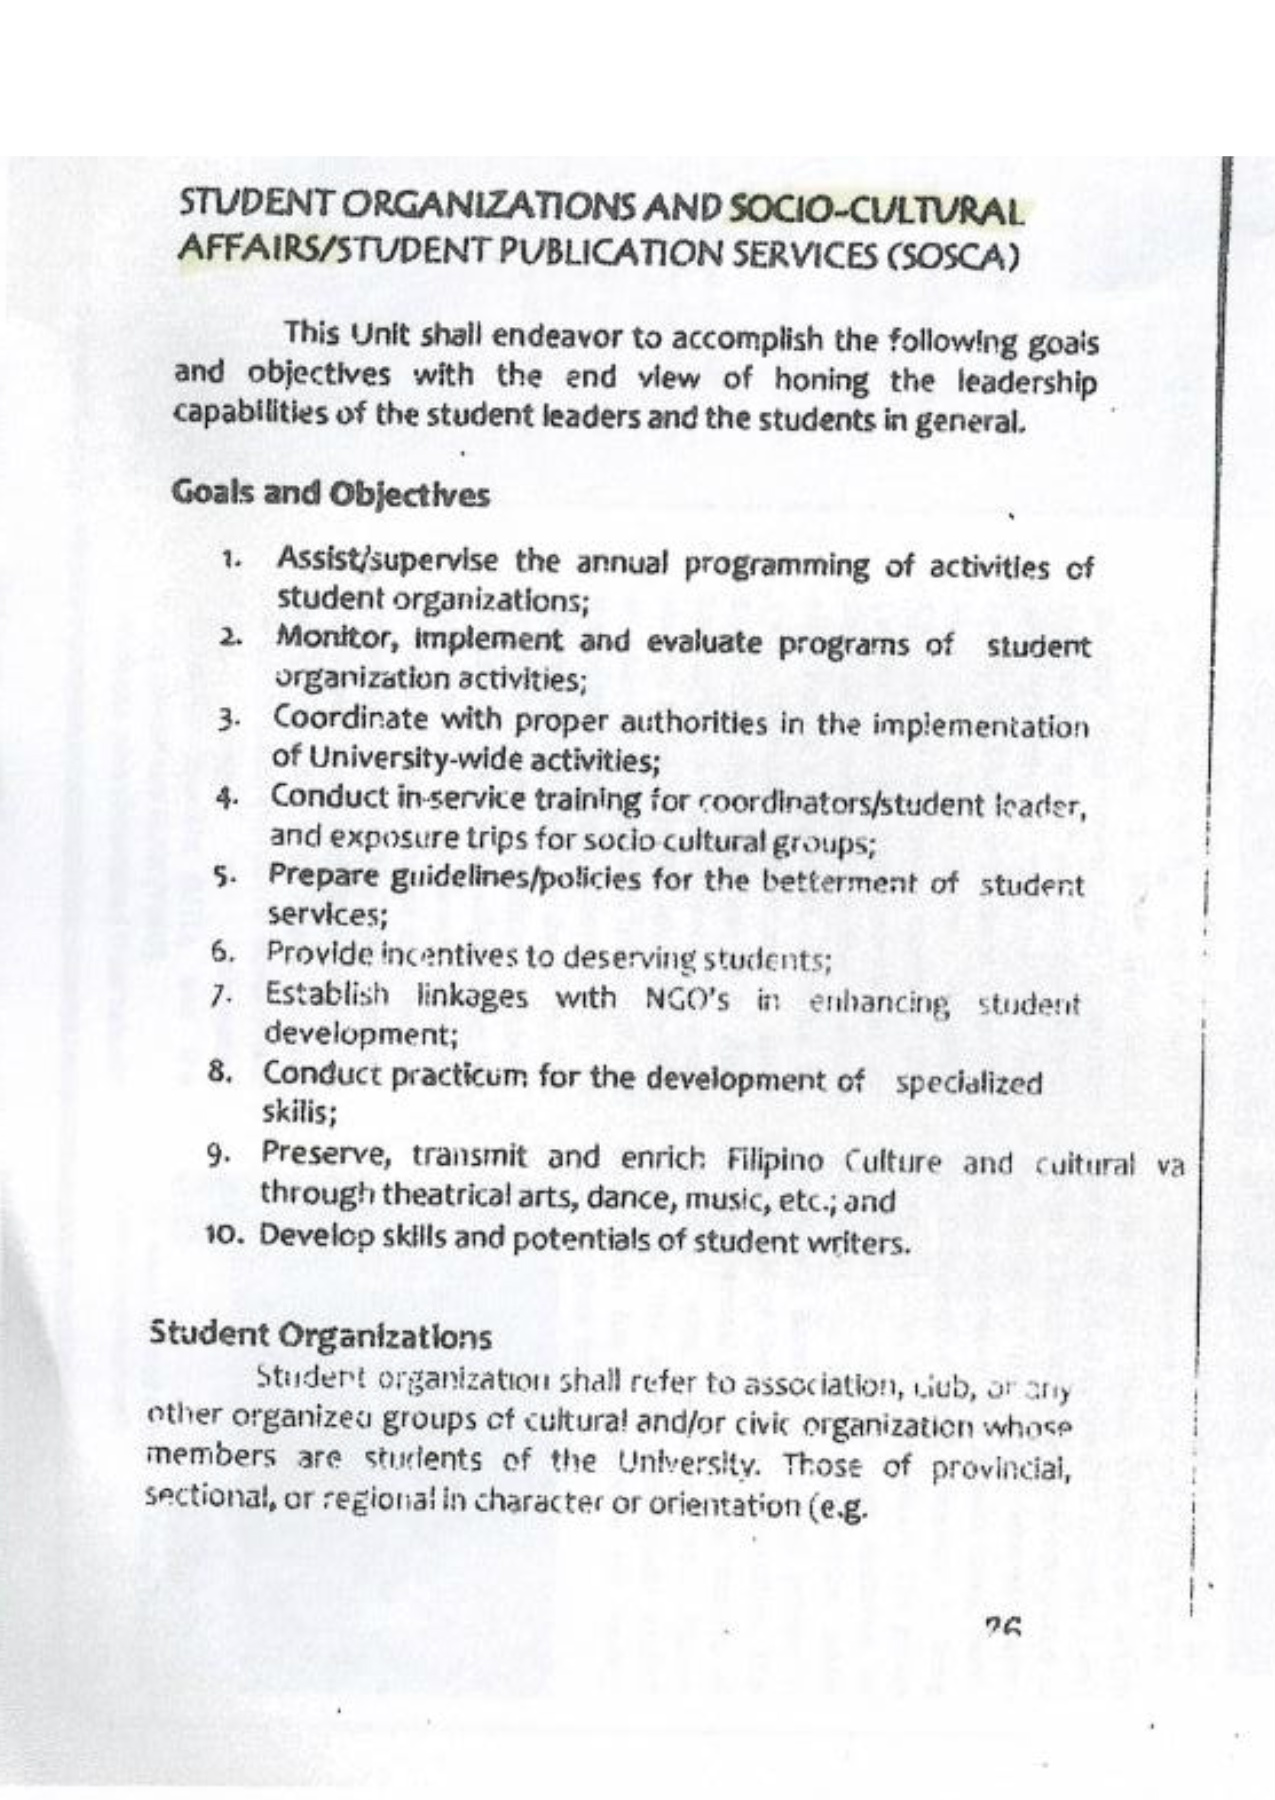 STUDENT ORGANIZATIONS AND SOCIO-CULTURAL
AFFAIRS/STUDENT PUBLICATION SERVICES (SOSCA)
This Unit shall endeavor to accomplish the following goals
and objectives with the end view of honing the leadership
capabilities of the student leaders and the students in general.
Goals and Objectives
1. Assist/supervise the annual programming of activities of
student organizations;
2. Monitor, implement and evaluate programs of student
organization activities;
3. Coordinate with proper authorities in the implementation
of University-wide activities;
4. Conduct in-service training for coordinators/student leader,
and exposure trips for socio cultural groups;
5. Prepare guidelines/policies for the betterment of student
services;
6. Provide incentives to deserving students;
7. Establish linkages with NGO's in enhancing student
development;
8. Conduct practicum for the development of specialized
skills;
9. Preserve, transmit and enrich Filipino Culture and cultural va
through theatrical arts, dance, music, etc.; and
10. Develop skills and potentials of student writers.
Student Organizations
Student organization shall refer to association, club, or any
other organized groups of cultural and/or civic organization whose
members are students of the University. Those of provincial,
sectional, or regional in character or orientation (e.g.
26